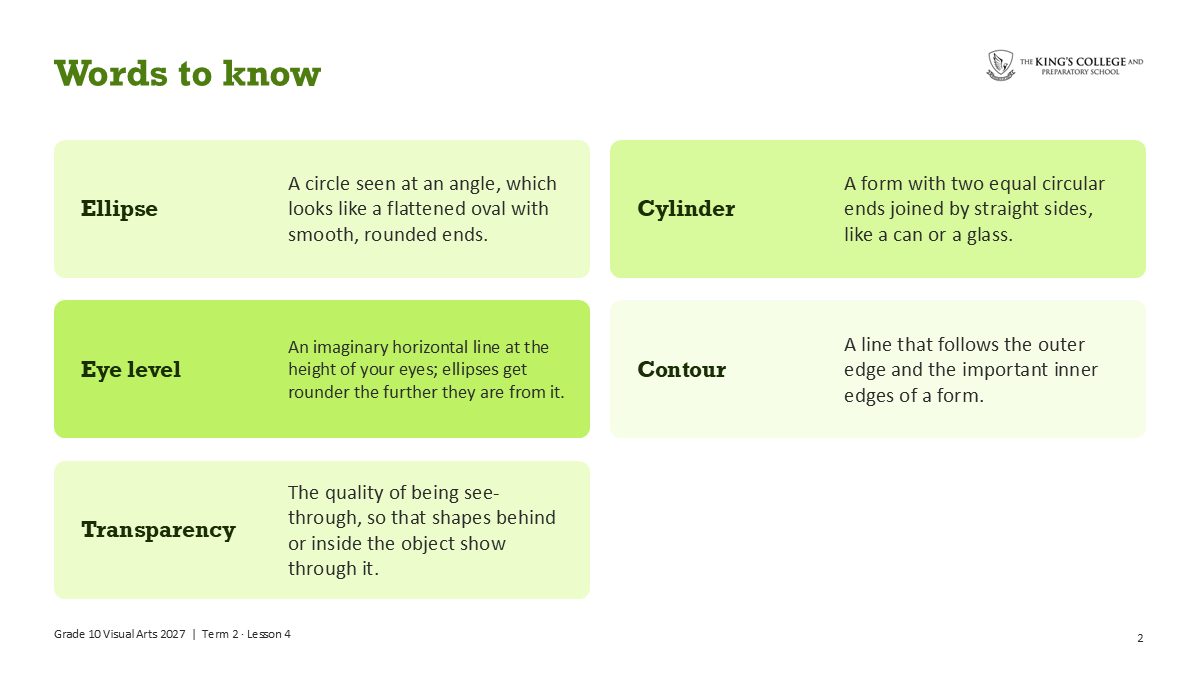 Words to know
THE KING'S COLLEGE AND
PREPARATORY SCHOOL
Ellipse
A circle seen at an angle, which
looks like a flattened oval with
smooth, rounded ends.
Cylinder
A form with two equal circular
ends joined by straight sides,
like a can or a glass.
Eye level
An imaginary horizontal line at the
height of your eyes; ellipses get
rounder the further they are from it.
Contour
A line that follows the outer
edge and the important inner
edges of a form.
Transparency
The quality of being see-
through, so that shapes behind
or inside the object show
through it.
Grade 10 Visual Arts 2027 | Term 2 · Lesson 4
2